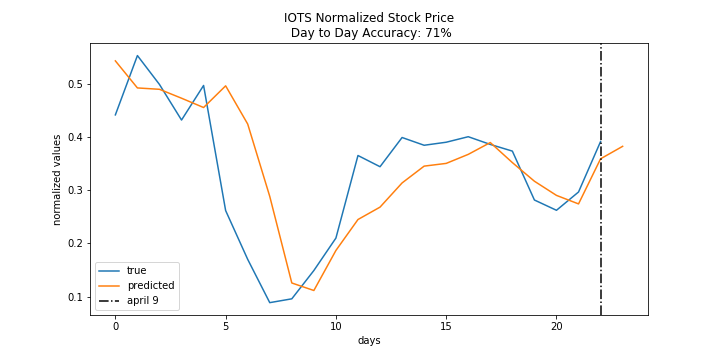 IOTS Normalized Stock Price
Day to Day Accuracy: 71%
normalized values
0.5
0.4
0.3
0.2
0.1
true
predicted
april 9
0 5 10 15 20
days